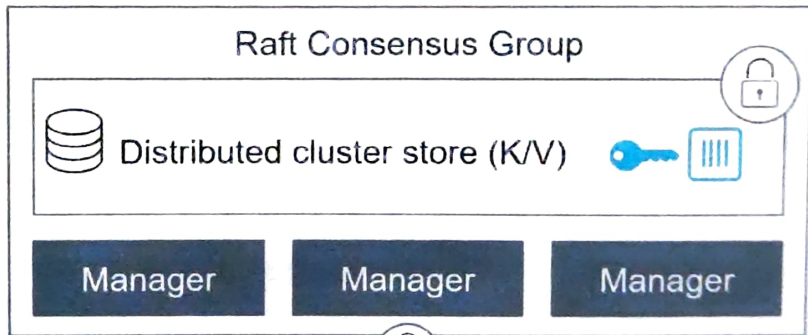 Raft Consensus Group
Distributed cluster store (K/V)
Manager
Manager
Manager